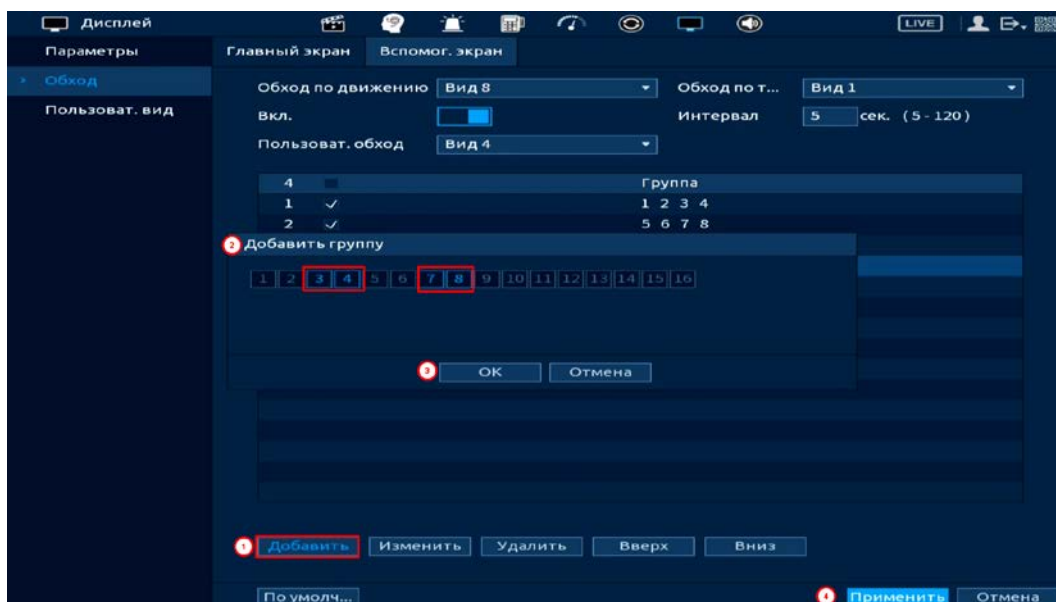 Дисплей LIVE
Параметры
Обход
Пользоват. вид
Главный экран Вспомог. экран
Обход по движению Вид 8 Обход по т... Вид 1
Вкл. Интервал 5 сек. (5 - 120)
Пользоват. обход Вид 4
4 Группа
1 1 2 3 4
2 5 6 7 8
2 Добавить группу
1 2 3 4 5 6 7 8 9 10 11 12 13 14 15 16
3 OK Отмена
1 Добавить Изменить Удалить Вверх Вниз
По умолч... 4 Применить Отмена